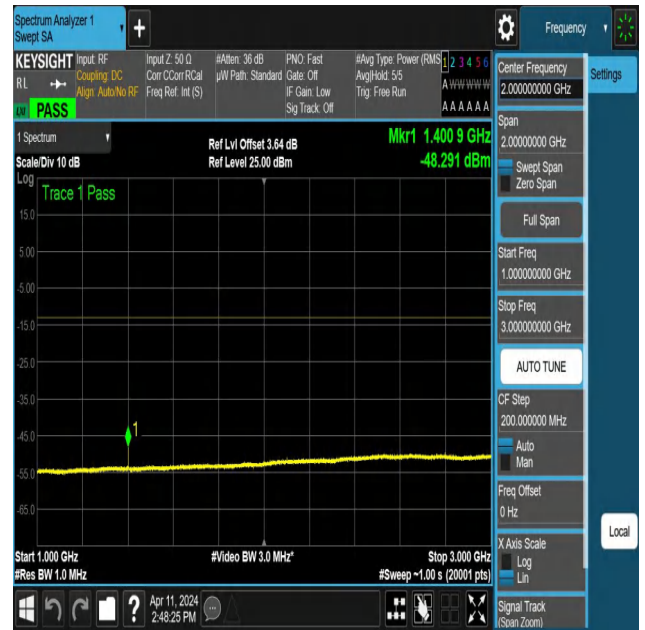 Spectrum Analyzer 1
Swept SA
Frequency
KEYSIGHT
RL
PASS
Input: RF
Coupling: DC
Align: Auto/No RF
Input Z: 50 Ω
Corr CCorr RCal
Freq Ref: Int (S)
#Atten: 36 dB
µW Path: Standard
PNO: Fast
Gate: Off
IF Gain: Low
Sig Track: Off
#Avg Type: Power (RMS
Avg|Hold: 5/5
Trig: Free Run
1 2 3 4 5 6
A W W W W W
A A A A A A
1 Spectrum
Scale/Div 10 dB
Ref Lvl Offset 3.64 dB
Ref Level 25.00 dBm
Mkr1 1.400 9 GHz
-48.291 dBm
Log
Trace 1 Pass
15.0
5.00
-5.00
-15.0
-25.0
-35.0
-45.0
-55.0
-65.0
1
Start 1.000 GHz
#Res BW 1.0 MHz
#Video BW 3.0 MHz*
Stop 3.000 GHz
#Sweep ~1.00 s (20001 pts)
?
Apr 11, 2024
2:48:25 PM
Center Frequency
2.00000000 GHz
Settings
Span
2.00000000 GHz
Swept Span
Zero Span
Full Span
Start Freq
1.000000000 GHz
Stop Freq
3.000000000 GHz
AUTO TUNE
CF Step
200.000000 MHz
Auto
Man
Freq Offset
0 Hz
X Axis Scale
Log
Lin
Local
Signal Track
(Span Zoom)